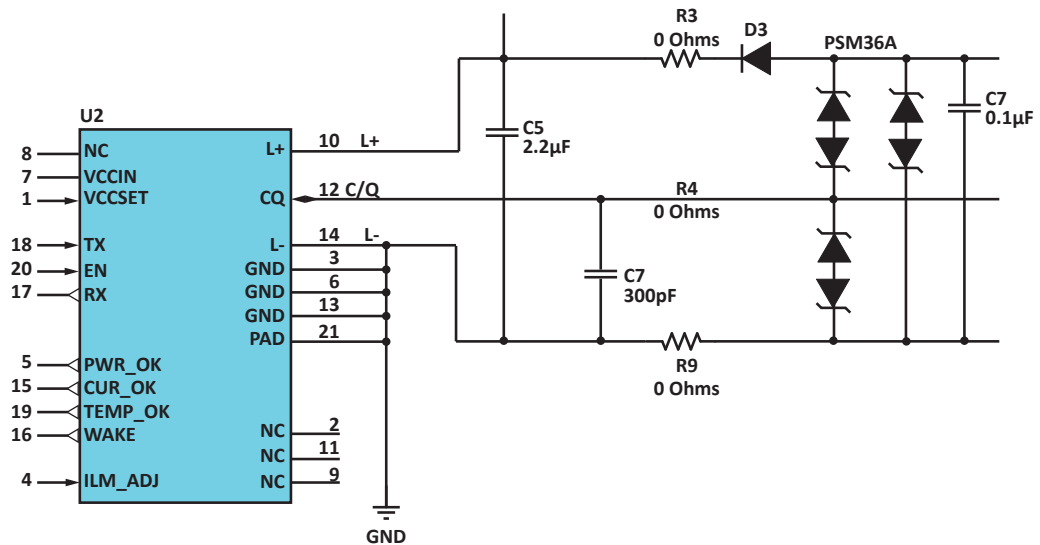 R3
0 Ohms
D3
PSM36A
C7
0.1µF
C5
2.2µF
U2
8 NC
7 VCCIN
1 VCCSET
18 TX
20 EN
17 RX
5 PWR_OK
15 CUR_OK
19 TEMP_OK
16 WAKE
4 ILM_ADJ
L+ 10 L+
CQ 12 C/Q
L- 14 L-
GND 3
GND 6
GND 13
PAD 21
NC 2
NC 11
NC 9
R4
0 Ohms
C7
300pF
R9
0 Ohms
GND